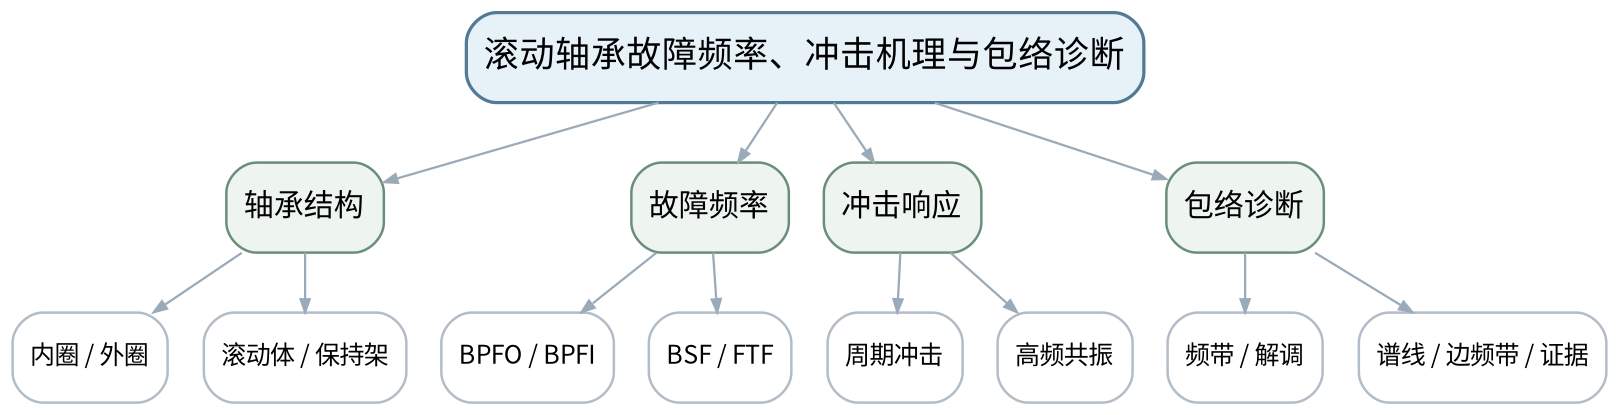 滚动轴承故障频率、冲击机理与包络诊断
轴承结构
故障频率
冲击响应
包络诊断
内圈 / 外圈
滚动体 / 保持架
BPFO / BPFI
BSF / FTF
周期冲击
高频共振
频带 / 解调
谱线 / 边频带 / 证据